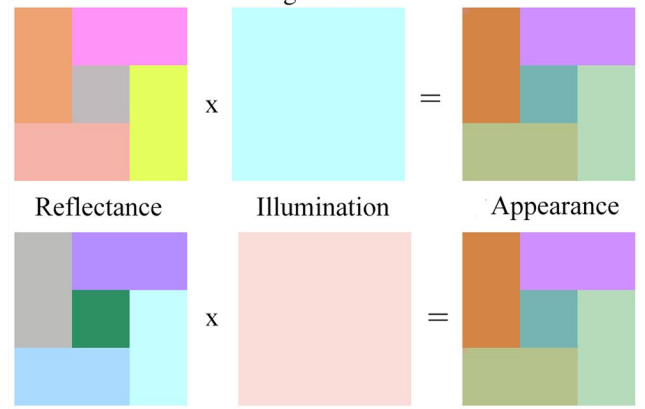 x =
Reflectance Illumination Appearance
x =